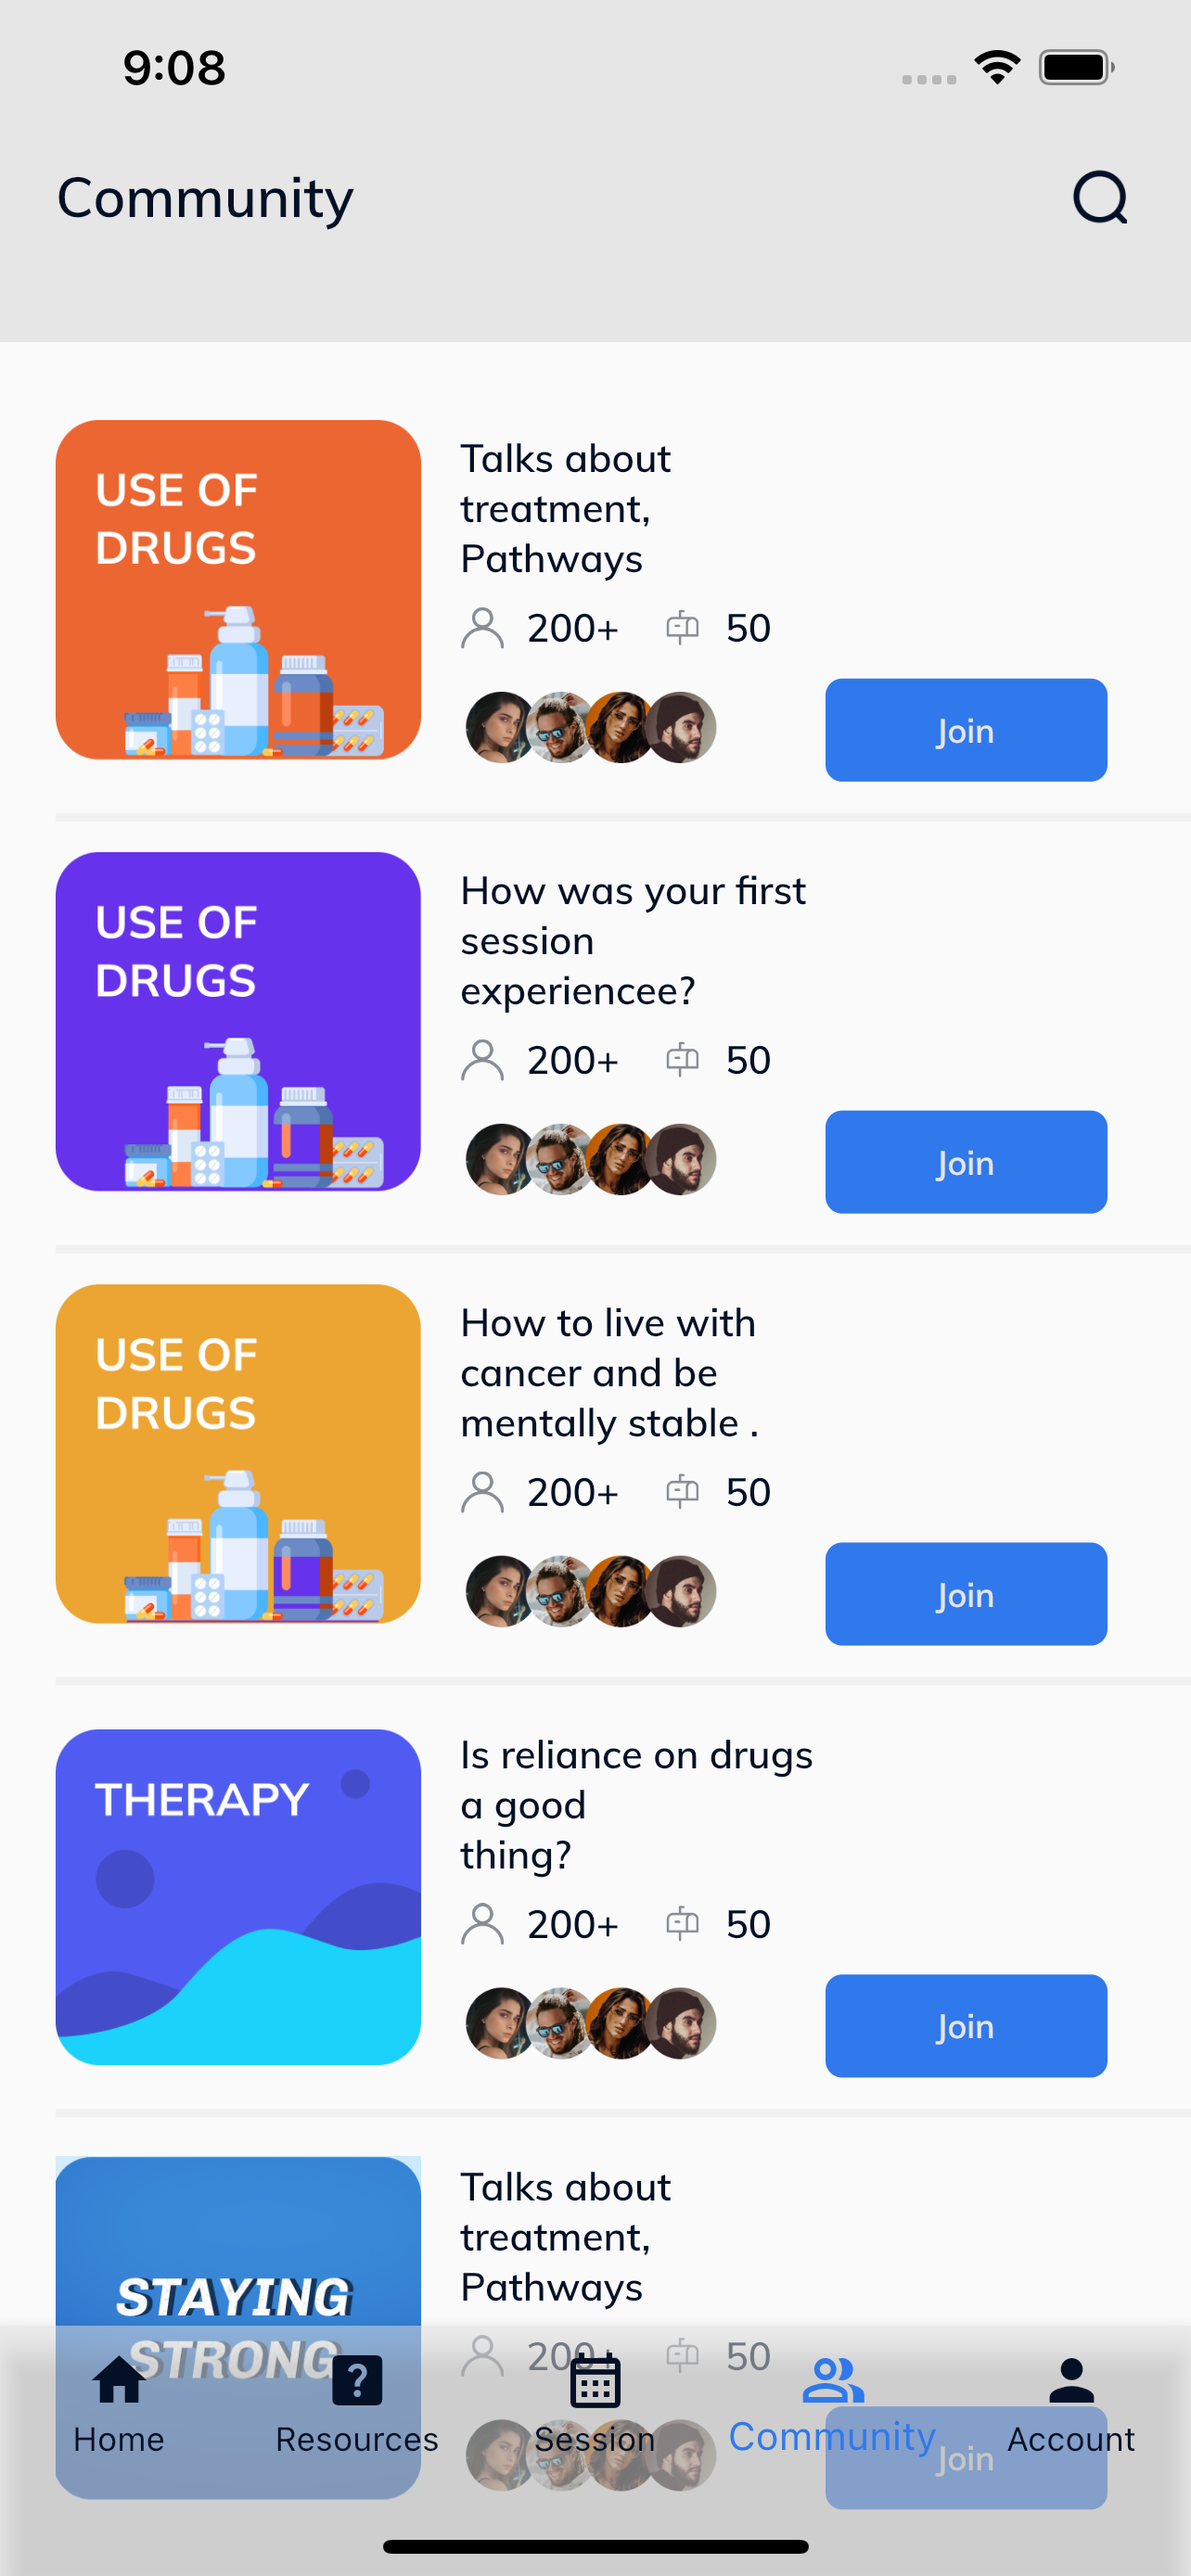 9:08
Community
USE OF
DRUGS
Talks about
treatment,
Pathways
200+ 50
Join
USE OF
DRUGS
How was your first
session
experiencee?
200+ 50
Join
USE OF
DRUGS
How to live with
cancer and be
mentally stable .
200+ 50
Join
THERAPY
Is reliance on drugs
a good
thing?
200+ 50
Join
STAYING
STRONG
Talks about
treatment,
Pathways
200+ 50
Join
Home Resources Session Community Account